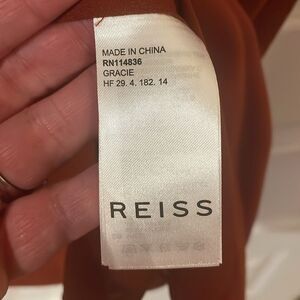 MADE IN CHINA
RN114836
GRACIE
HF 29. 4. 182. 14
REISS